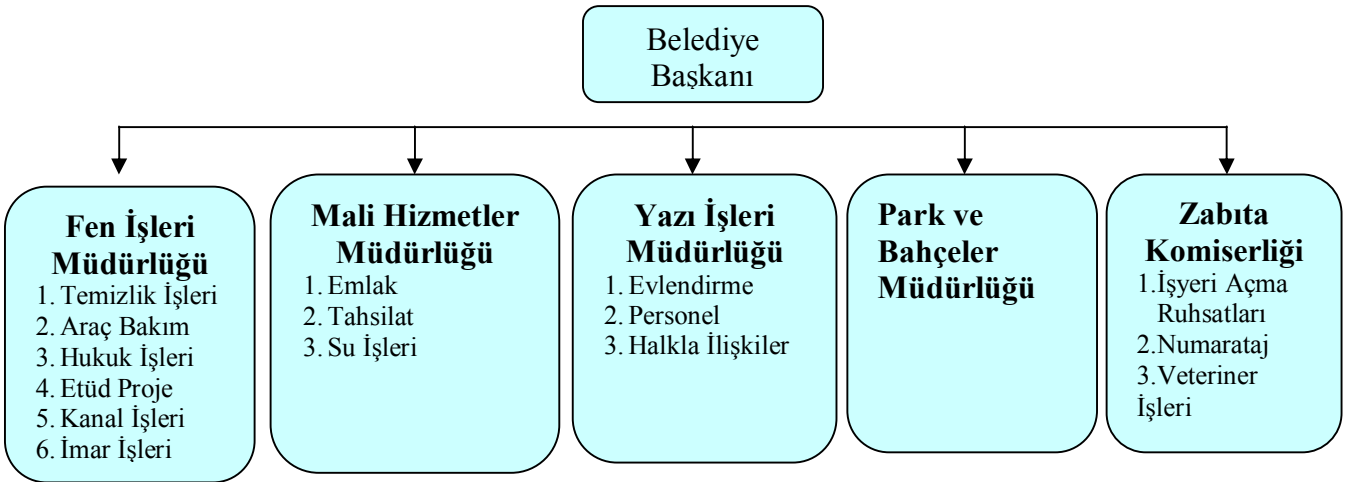 Belediye
Başkanı
Fen İşleri
Müdürlüğü
1. Temizlik İşleri
2. Araç Bakım
3. Hukuk İşleri
4. Etüd Proje
5. Kanal İşleri
6. İmar İşleri
Mali Hizmetler
Müdürlüğü
1. Emlak
2. Tahsilat
3. Su İşleri
Yazı İşleri
Müdürlüğü
1. Evlendirme
2. Personel
3. Halkla İlişkiler
Park ve
Bahçeler
Müdürlüğü
Zabıta
Komiserliği
1.İşyeri Açma
Ruhsatları
2.Numarataj
3.Veteriner
İşleri